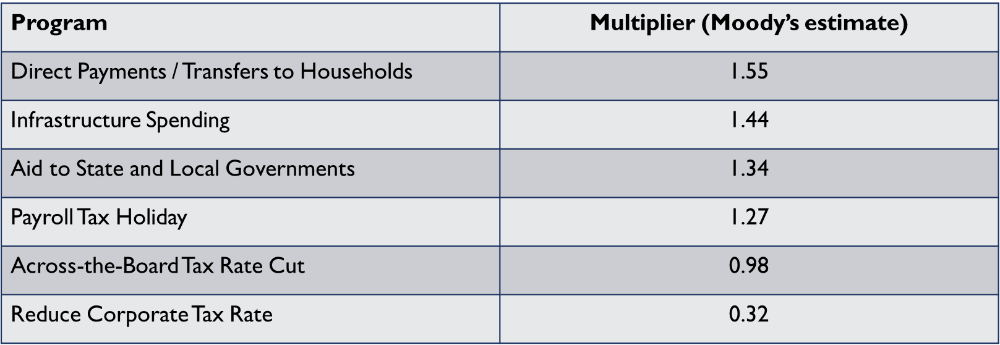 Program Multiplier (Moody’s estimate)
Direct Payments / Transfers to Households 1.55
Infrastructure Spending 1.44
Aid to State and Local Governments 1.34
Payroll Tax Holiday 1.27
Across-the-Board Tax Rate Cut 0.98
Reduce Corporate Tax Rate 0.32